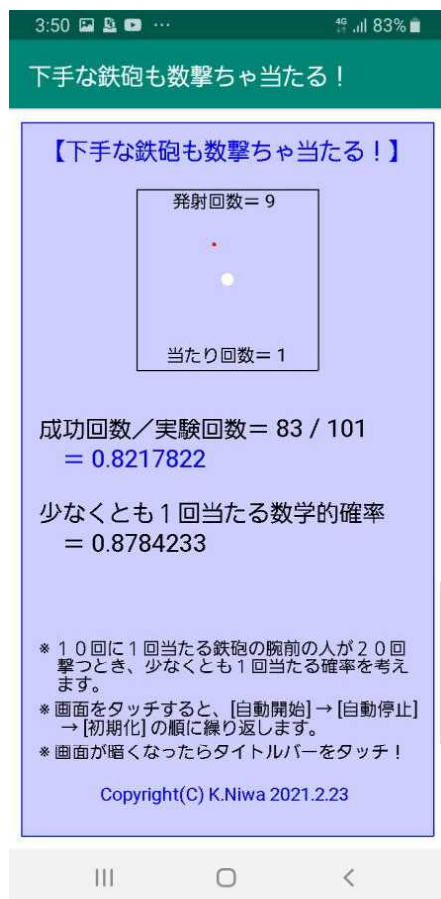 3:50
4G 83%
下手な鉄砲も数撃ちゃ当たる！
【下手な鉄砲も数撃ちゃ当たる！】
発射回数＝ 9
当たり回数＝ 1
成功回数／実験回数＝ 83 / 101
＝ 0.8217822
少なくとも１回当たる数学的確率
＝ 0.8784233
※１０回に１回当たる鉄砲の腕前の人が２０回
撃つとき、少なくとも１回当たる確率を考え
ます。
※画面をタッチすると、[自動開始]→[自動停止]
→[初期化] の順に繰り返します。
※画面が暗くなったらタイトルバーをタッチ！
Copyright(C) K.Niwa 2021.2.23